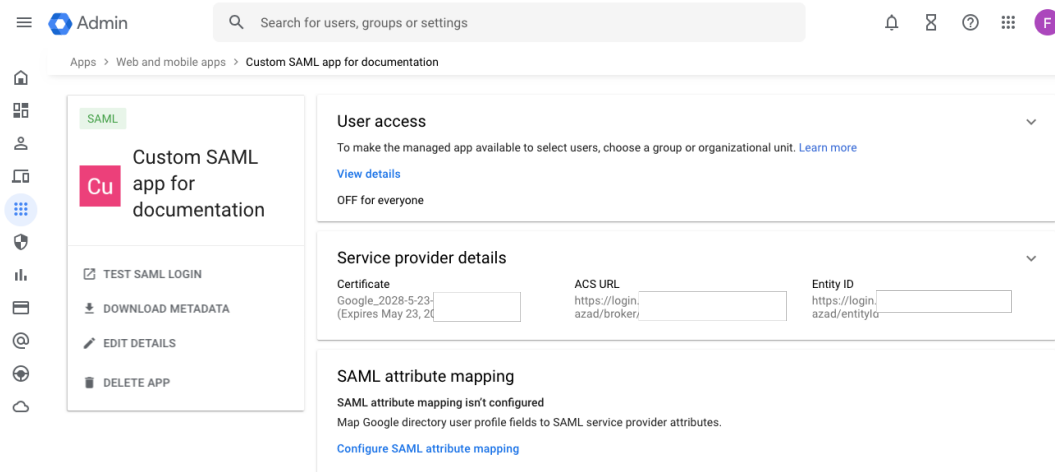 Admin
Search for users, groups or settings
F
Apps > Web and mobile apps > Custom SAML app for documentation
SAML
Cu
Custom SAML
app for
documentation
TEST SAML LOGIN
DOWNLOAD METADATA
EDIT DETAILS
DELETE APP
User access
To make the managed app available to select users, choose a group or organizational unit. Learn more
View details
OFF for everyone
Service provider details
Certificate
Google_2028-5-23-
(Expires May 23, 20
ACS URL
https://login.
azad/broker/
Entity ID
https://login.
azad/entityId
SAML attribute mapping
SAML attribute mapping isn't configured
Map Google directory user profile fields to SAML service provider attributes.
Configure SAML attribute mapping